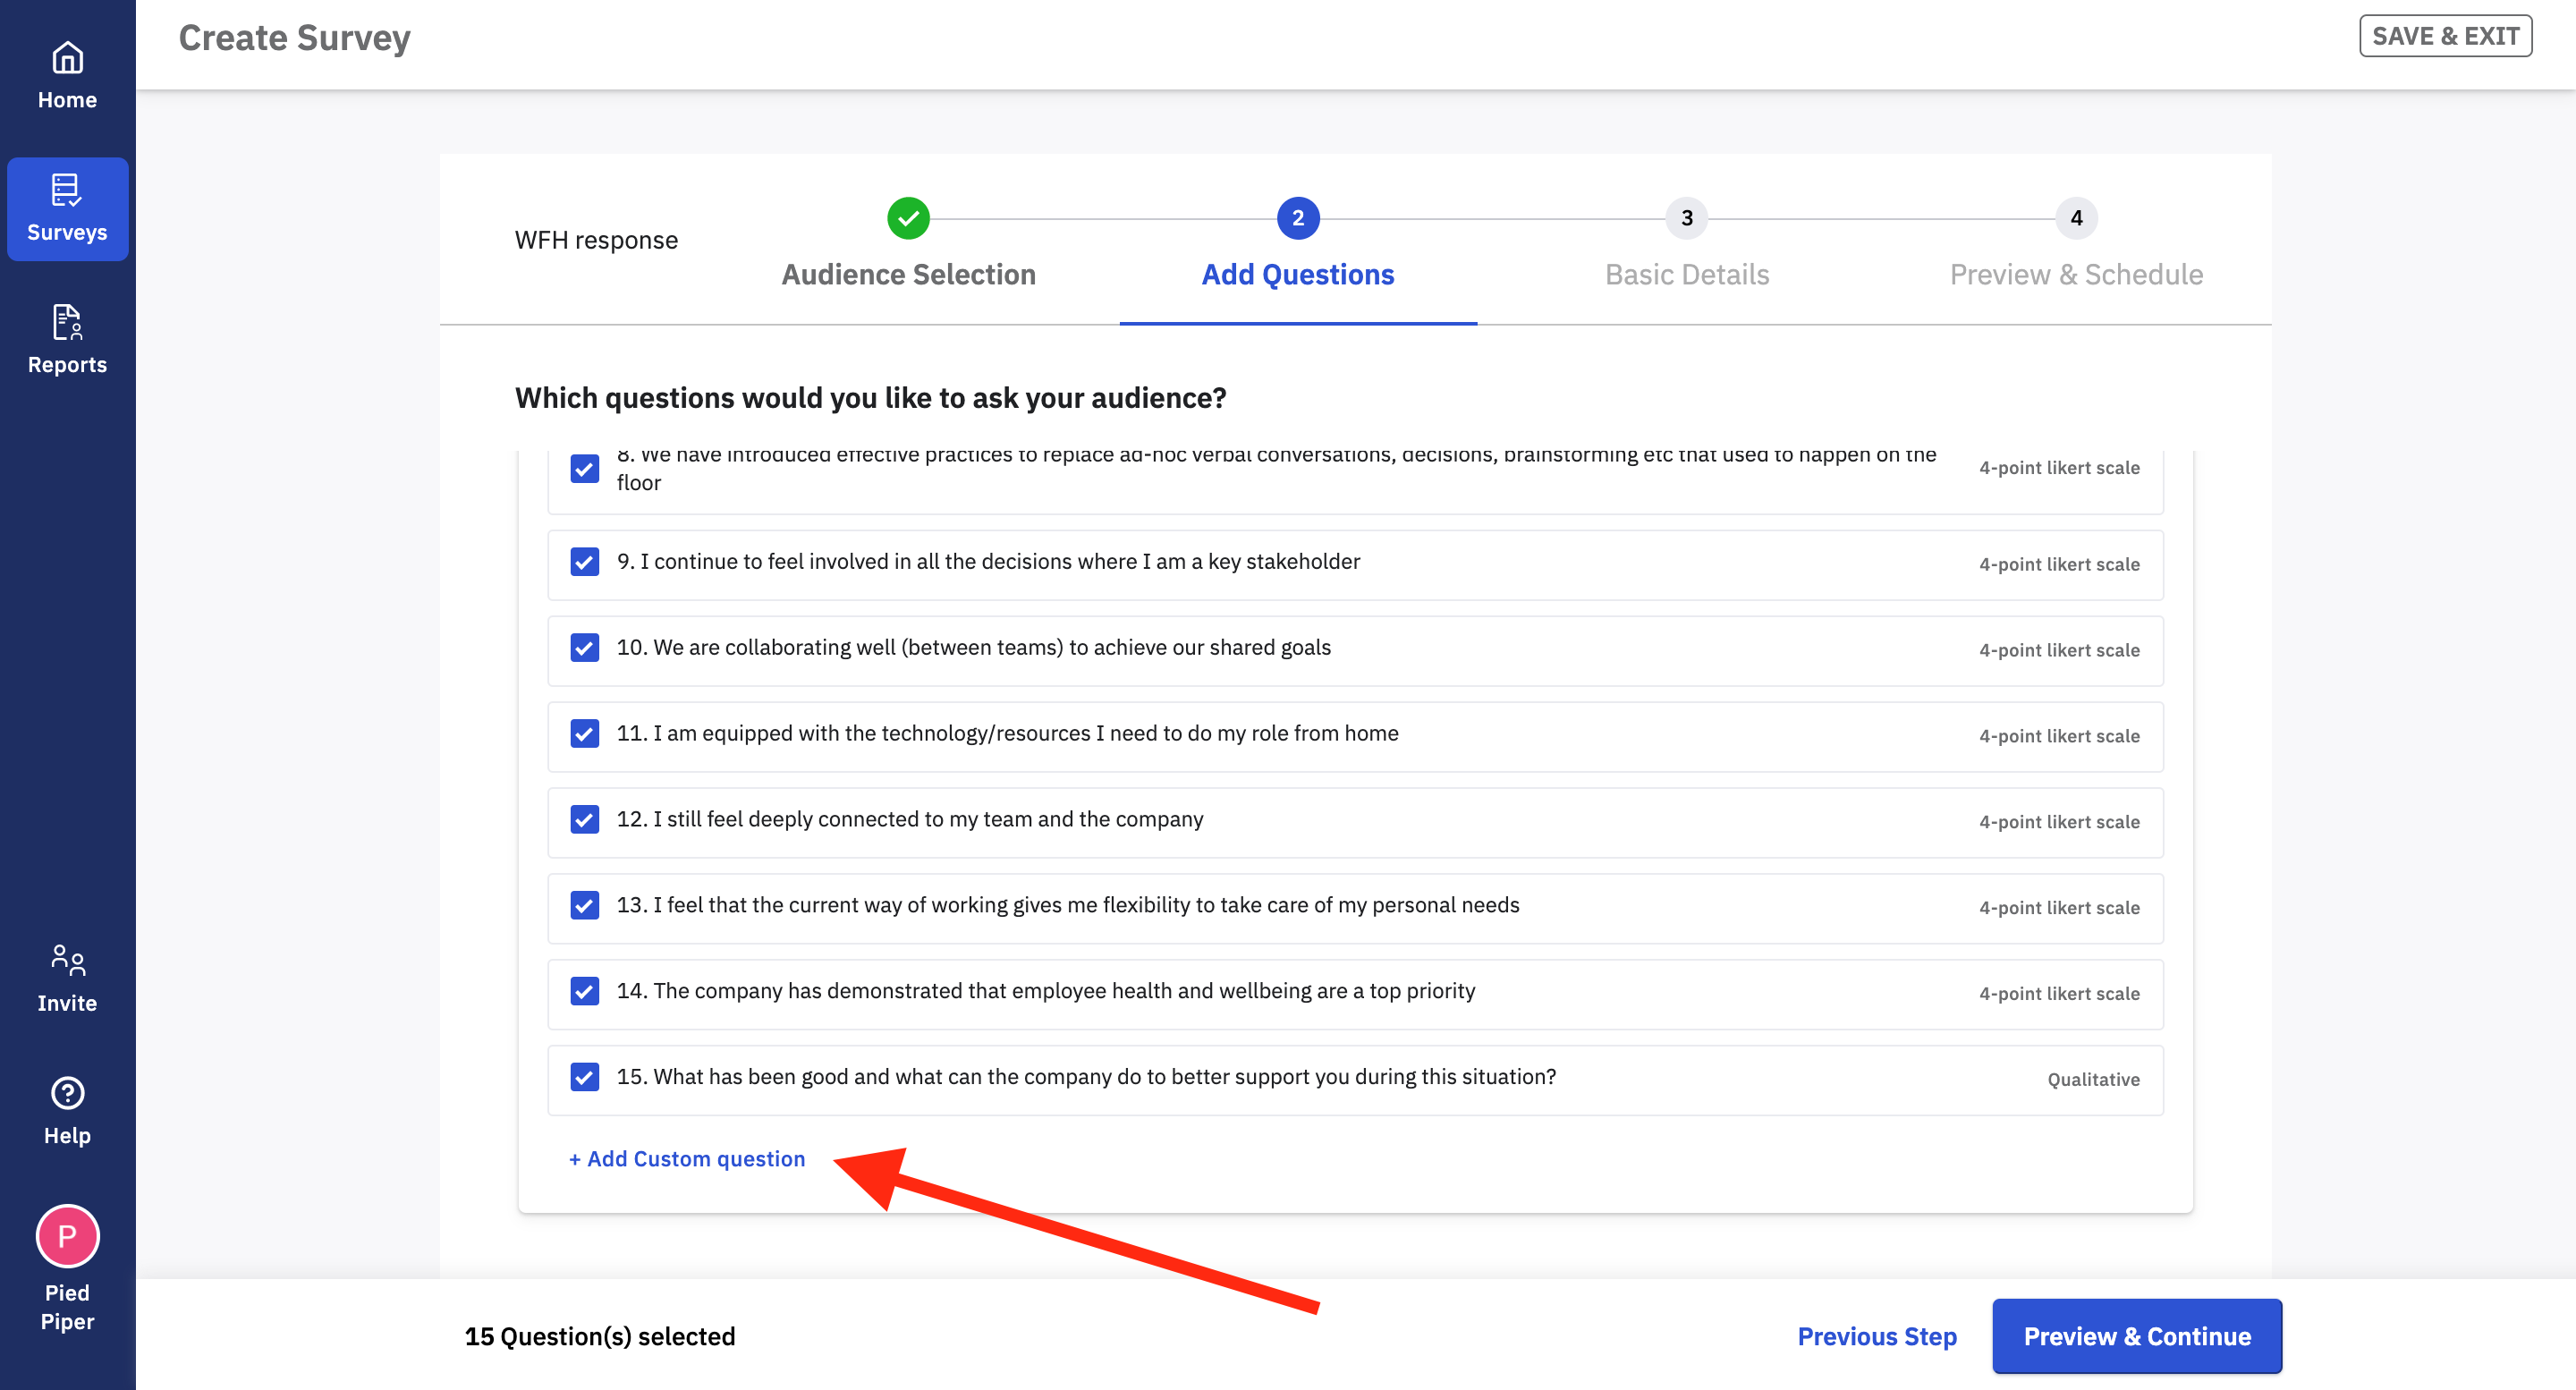 Create Survey
SAVE & EXIT
Home
Surveys
Reports
Invite
Help
P
Pied
Piper
WFH response
2
3
4
Audience Selection
Add Questions
Basic Details
Preview & Schedule
Which questions would you like to ask your audience?
8. We have introduced effective practices to replace ad-hoc verbal conversations, decisions, brainstorming etc that used to happen on the
floor
4-point likert scale
9. I continue to feel involved in all the decisions where I am a key stakeholder
4-point likert scale
10. We are collaborating well (between teams) to achieve our shared goals
4-point likert scale
11. I am equipped with the technology/resources I need to do my role from home
4-point likert scale
12. I still feel deeply connected to my team and the company
4-point likert scale
13. I feel that the current way of working gives me flexibility to take care of my personal needs
4-point likert scale
14. The company has demonstrated that employee health and wellbeing are a top priority
4-point likert scale
15. What has been good and what can the company do to better support you during this situation?
Qualitative
+ Add Custom question
15 Question(s) selected
Previous Step
Preview & Continue